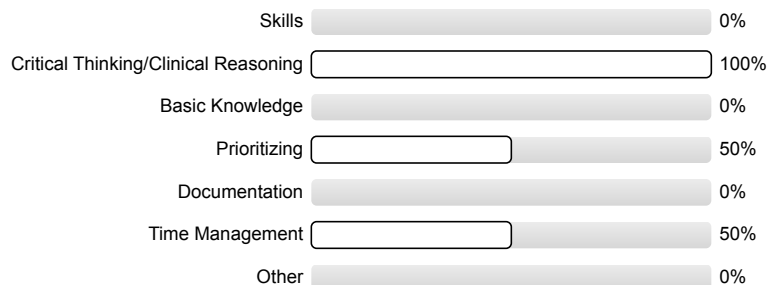 Skills 0%
Critical Thinking/Clinical Reasoning 100%
Basic Knowledge 0%
Prioritizing 50%
Documentation 0%
Time Management 50%
Other 0%